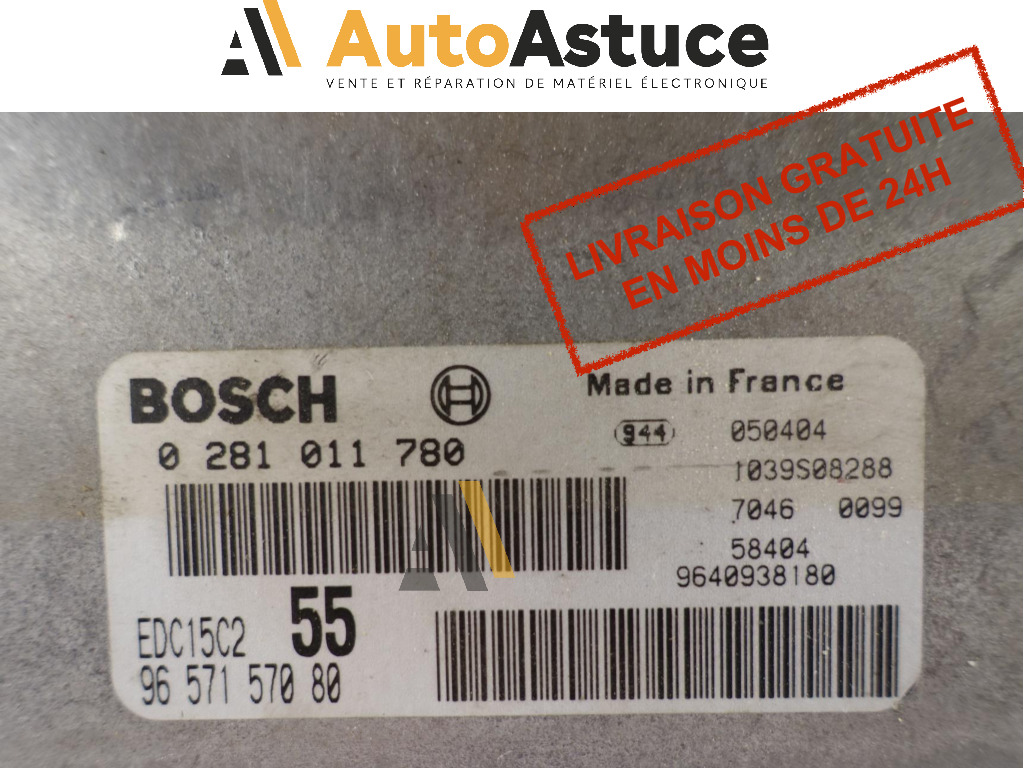 AutoAstuce
VENTE ET RÉPARATION DE MATÉRIEL ÉLECTRONIQUE
LIVRAISON GRATUITE
EN MOINS DE 24H
BOSCH
Made in France
0 281 011 780
944 050404
1039S08288
7046 0099
58404
9640938180
EDC15C2 55
96 571 570 80